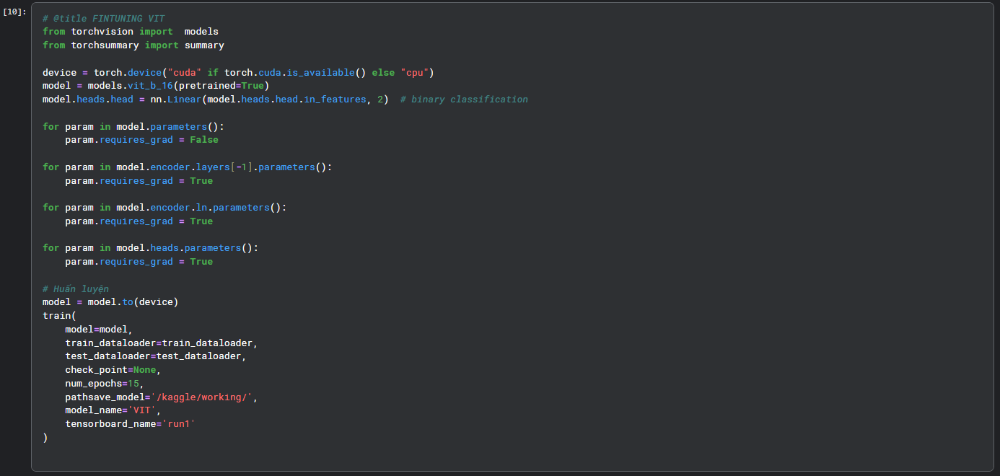 [10]:
# @title FINTUNING VIT
from torchvision import  models
from torchsummary import summary
device = torch.device("cuda" if torch.cuda.is_available() else "cpu")
model = models.vit_b_16(pretrained=True)
model.heads.head = nn.Linear(model.heads.head.in_features, 2)  # binary classification
for param in model.parameters():
    param.requires_grad = False
for param in model.encoder.layers[-1].parameters():
    param.requires_grad = True
for param in model.encoder.ln.parameters():
    param.requires_grad = True
for param in model.heads.parameters():
    param.requires_grad = True
# Huấn luyện
model = model.to(device)
train(
    model=model,
    train_dataloader=train_dataloader,
    test_dataloader=test_dataloader,
    check_point=None,
    num_epochs=15,
    pathsave_model='/kaggle/working/',
    model_name='VIT',
    tensorboard_name='run1'
)